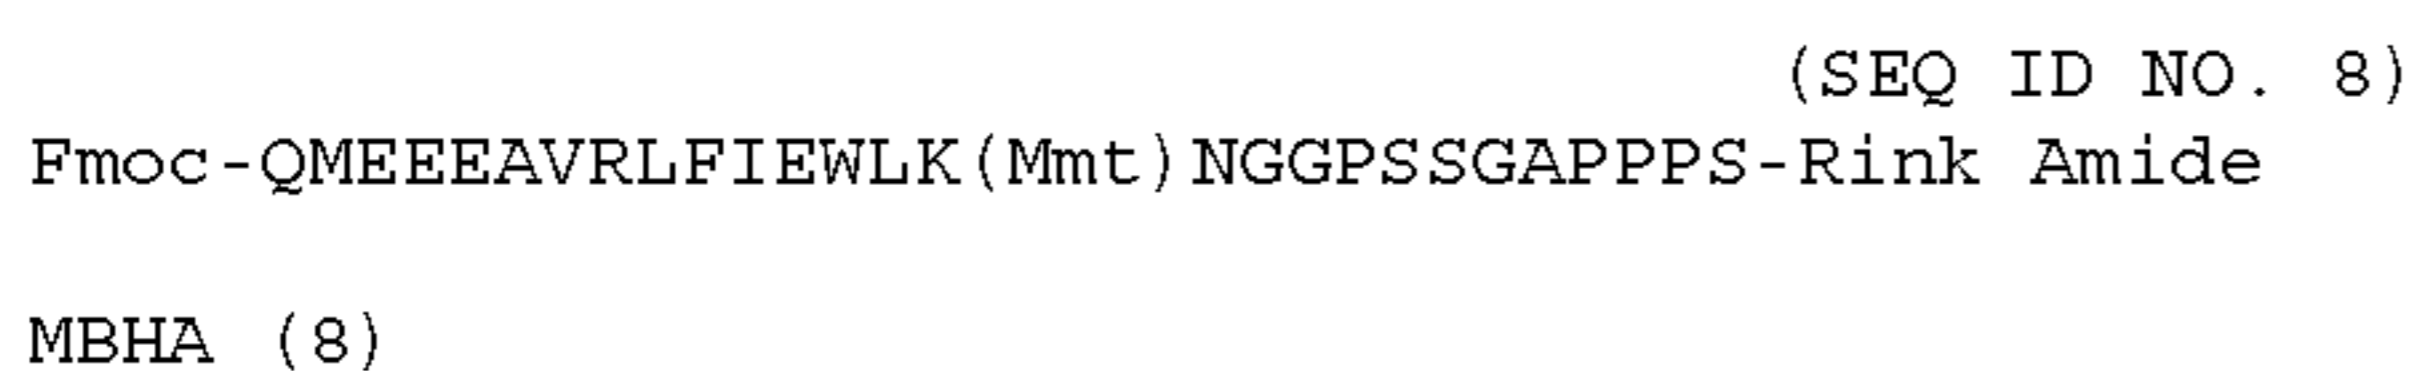 (SEQ ID NO. 8)
Fmoc-QMEEEAVRLFIEWLK(Mmt)NGGPSSGAPPPS-Rink Amide
MBHA (8)